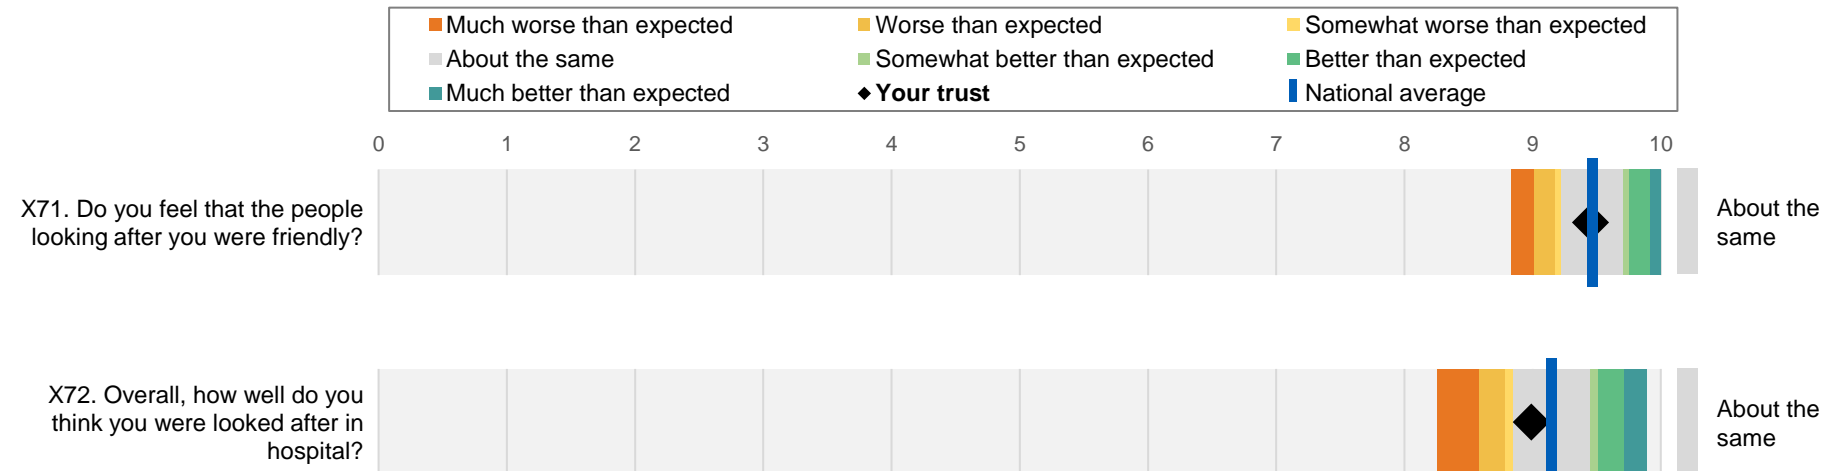 Much worse than expected
Worse than expected
Somewhat worse than expected
About the same
Somewhat better than expected
Better than expected
Much better than expected
Your trust
National average
0 1 2 3 4 5 6 7 8 9 10
X71. Do you feel that the people
looking after you were friendly?
About the
same
X72. Overall, how well do you
think you were looked after in
hospital?
About the
same